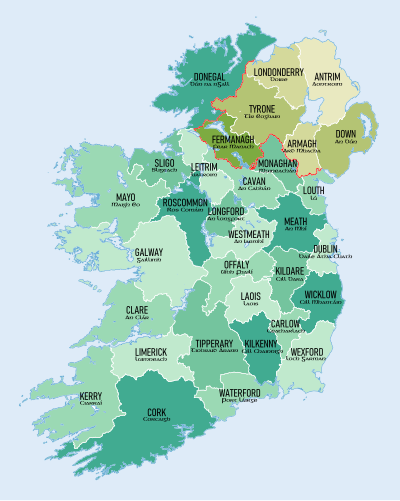 DONEGAL
Dún na nGall
LONDONDERRY
Doire
ANTRIM
Aontroim
TYRONE
Tír Eoghain
DOWN
An Dún
FERMANAGH
Fear Manach
ARMAGH
Ard Mhacha
MONAGHAN
Muineachán
SLIGO
Sligeach
LEITRIM
Liatroim
CAVAN
An Cabhán
LOUTH
Lú
MAYO
Maigh Eo
ROSCOMMON
Ros Comáin
LONGFORD
An Longfort
MEATH
An Mhí
WESTMEATH
An Iarmhí
DUBLIN
Baile Átha Cliath
GALWAY
Gaillimh
OFFALY
Uíbh Fhailí
KILDARE
Cill Dara
WICKLOW
Cill Mhantáin
LAOIS
Laois
CLARE
An Clár
CARLOW
Ceatharlach
TIPPERARY
Tiobraid Árann
KILKENNY
Cill Chainnigh
WEXFORD
Loch Garman
LIMERICK
Luimneach
KERRY
Ciarraí
WATERFORD
Port Láirge
CORK
Corcaigh